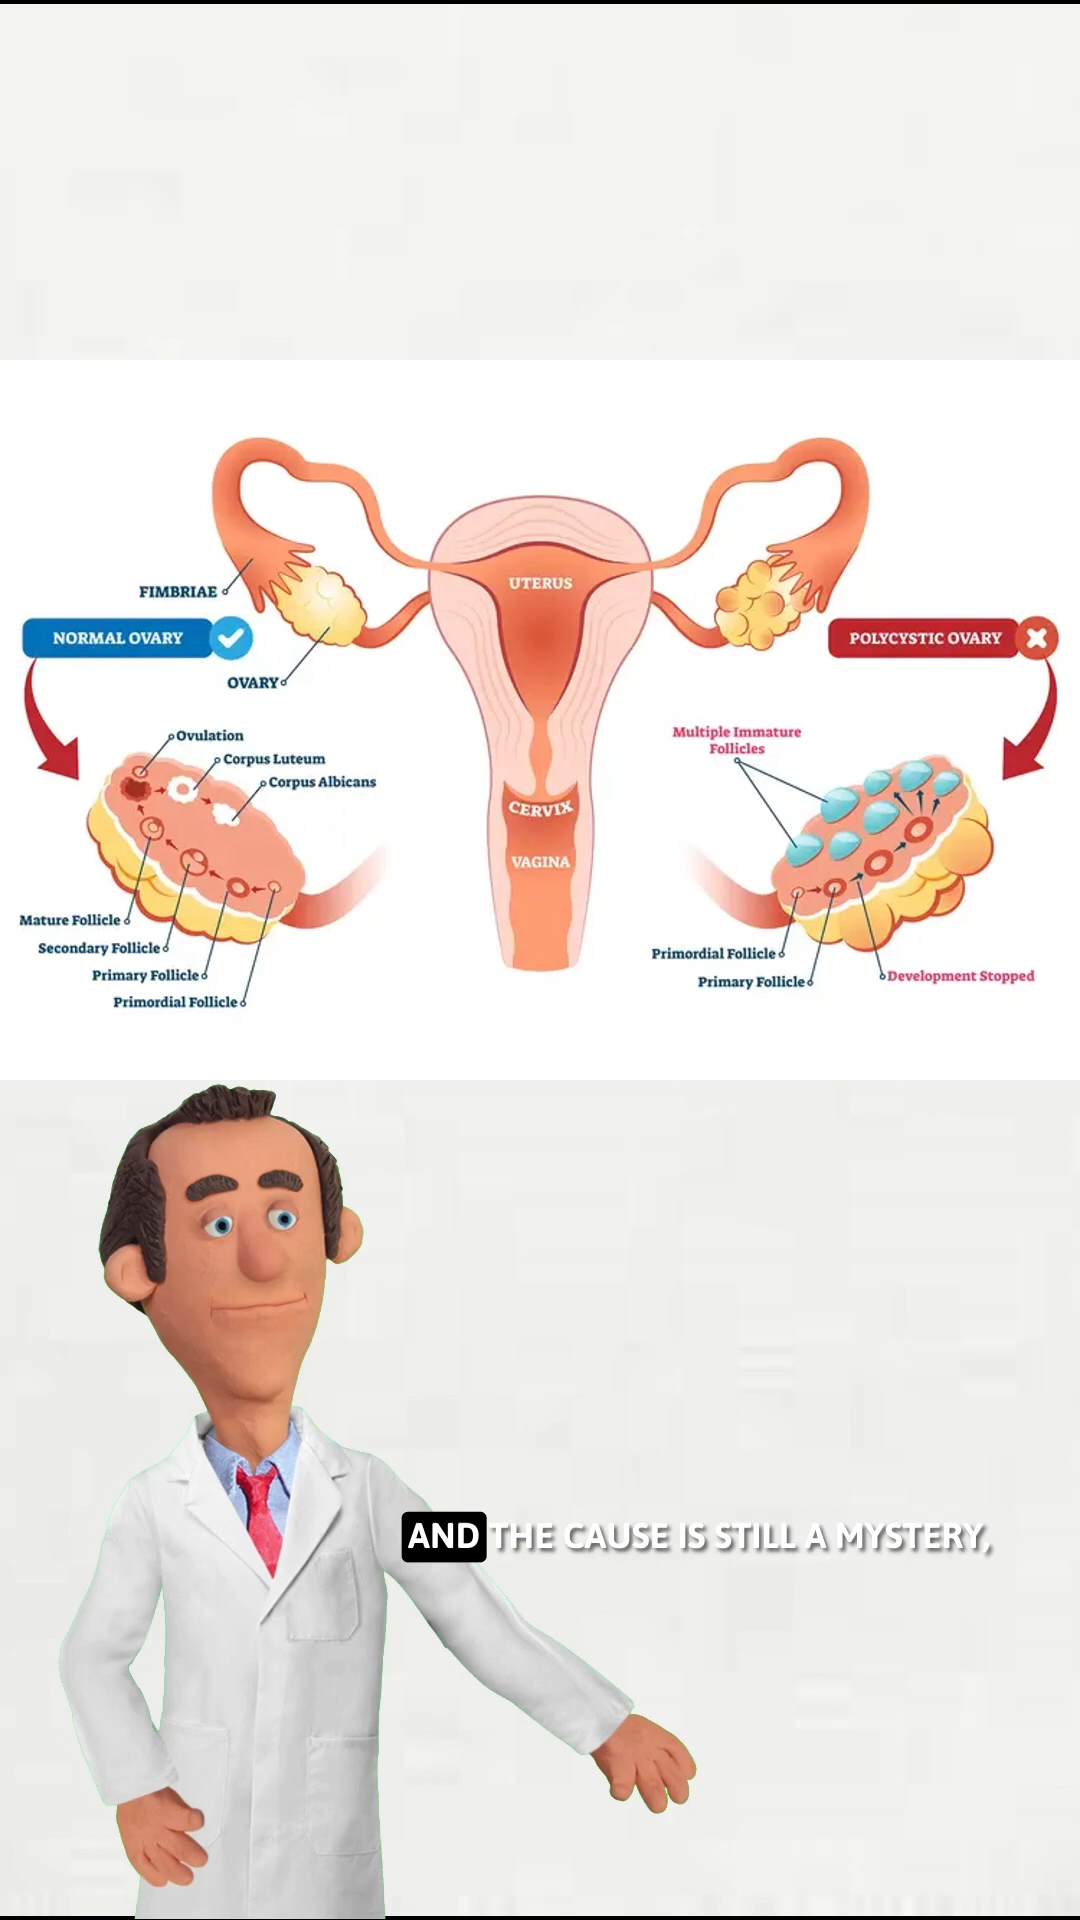 UTERUS
FIMBRIAE
NORMAL OVARY
POLYCYSTIC OVARY
OVARY
Ovulation
Corpus Luteum
Corpus Albicans
Multiple Immature
Follicles
CERVIX
VAGINA
Mature Follicle
Secondary Follicle
Primary Follicle
Primordial Follicle
Primordial Follicle
Primary Follicle
Development Stopped
AND THE CAUSE IS STILL A MYSTERY,